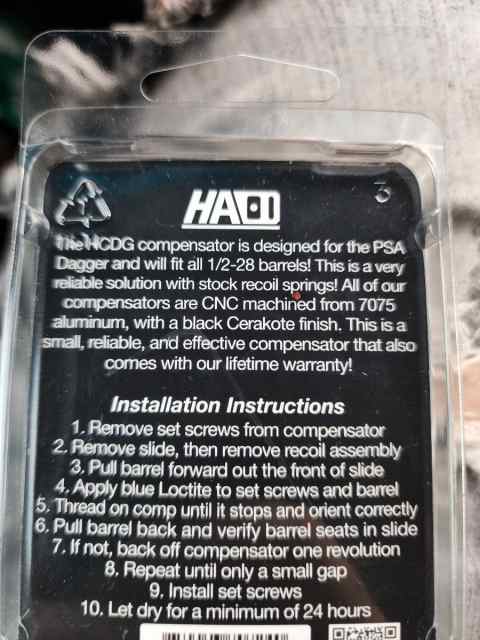 3
HACO
The HCDG compensator is designed for the PSA
Dagger and will fit all 1/2-28 barrels! This is a very
reliable solution with stock recoil springs! All of our
compensators are CNC machined from 7075
aluminum, with a black Cerakote finish. This is a
small, reliable, and effective compensator that also
comes with our lifetime warranty!
Installation Instructions
1. Remove set screws from compensator
2. Remove slide, then remove recoil assembly
3. Pull barrel forward out the front of slide
4. Apply blue Loctite to set screws and barrel
5. Thread on comp until it stops and orient correctly
6. Pull barrel back and verify barrel seats in slide
7. If not, back off compensator one revolution
8. Repeat until only a small gap
9. Install set screws
10. Let dry for a minimum of 24 hours